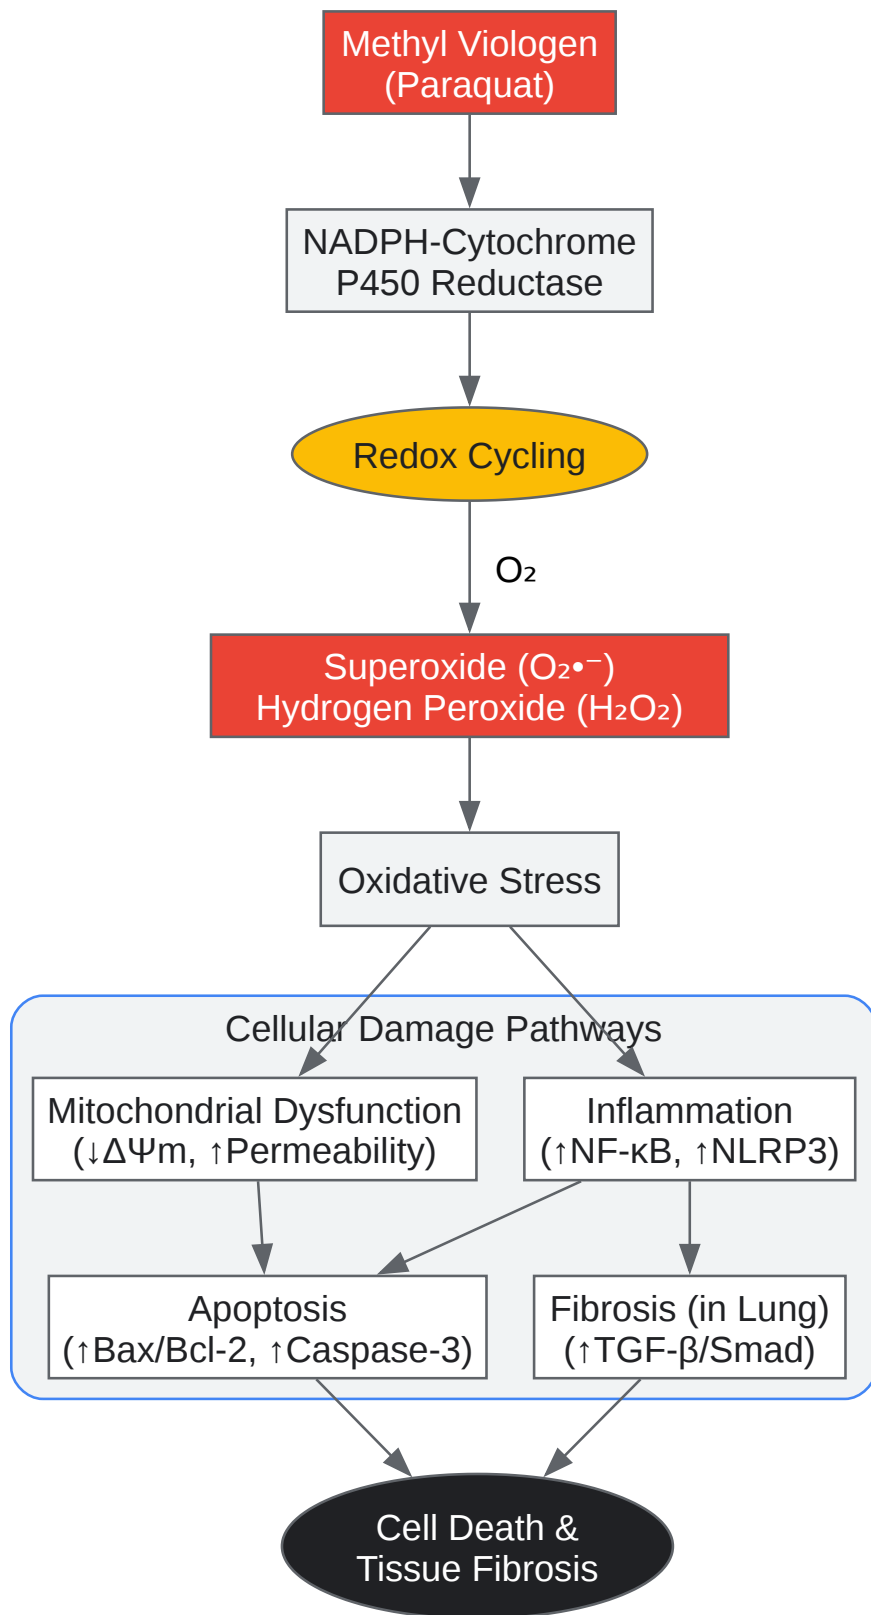 Methyl Viologen
(Paraquat)
NADPH-Cytochrome
P450 Reductase
Redox Cycling
O₂
Superoxide (O₂•⁻)
Hydrogen Peroxide (H₂O₂)
Oxidative Stress
Cellular Damage Pathways
Mitochondrial Dysfunction
(↓ΔΨm, ↑Permeability)
Inflammation
(↑NF-κB, ↑NLRP3)
Apoptosis
(↑Bax/Bcl-2, ↑Caspase-3)
Fibrosis (in Lung)
(↑TGF-β/Smad)
Cell Death &
Tissue Fibrosis